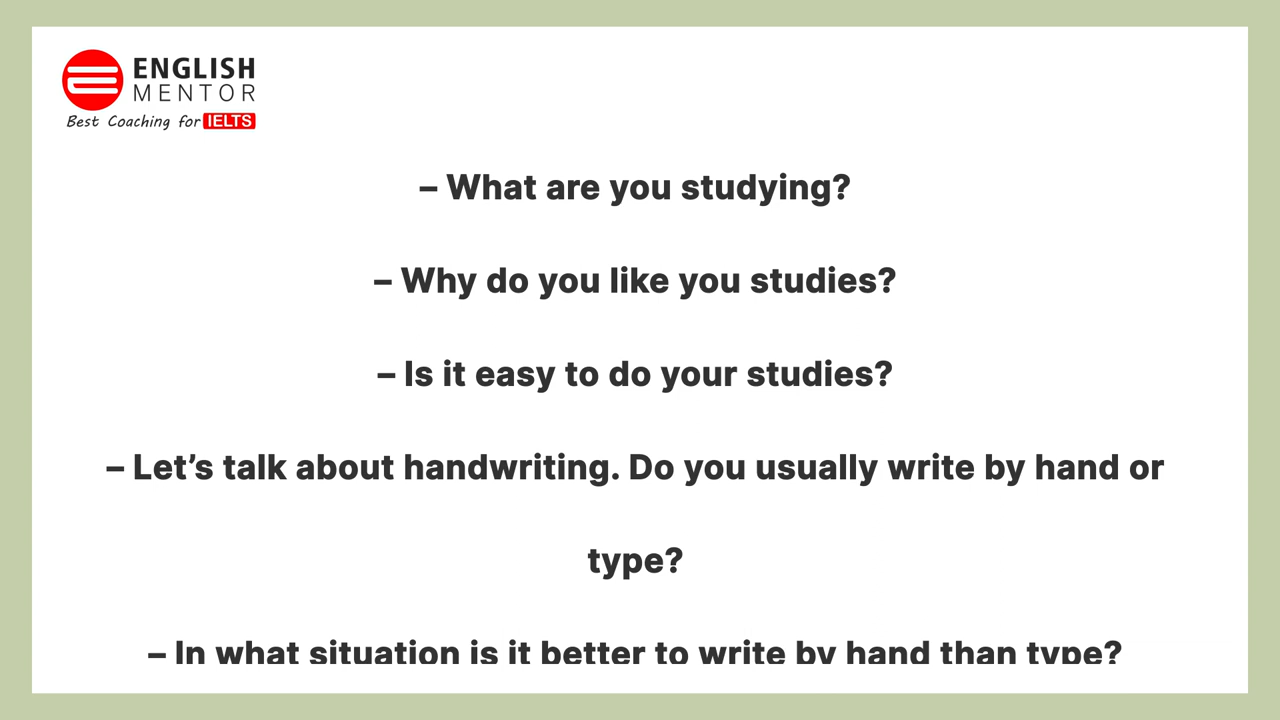 ENGLISH
MENTOR
Best Coaching for IELTS
– What are you studying?
– Why do you like you studies?
– Is it easy to do your studies?
– Let’s talk about handwriting. Do you usually write by hand or
type?
– In what situation is it better to write by hand than type?